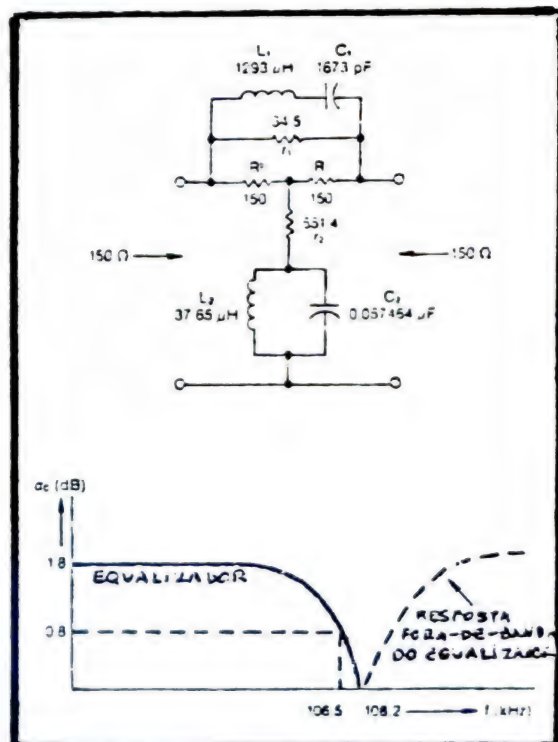 L₁ C₁
1293 µH 1673 pF
34.5
r₁
R R
150 150
551.4
r₂
150 Ω 150 Ω
L₂ C₂
37.65 µH 0.057454 µF
(dB)
1.8
EQUALIZADOR
0.8
RESPOSTA
FORA-DE-BANDA
DO EQUALIZADOR
106.5 108.2 f (kHz)